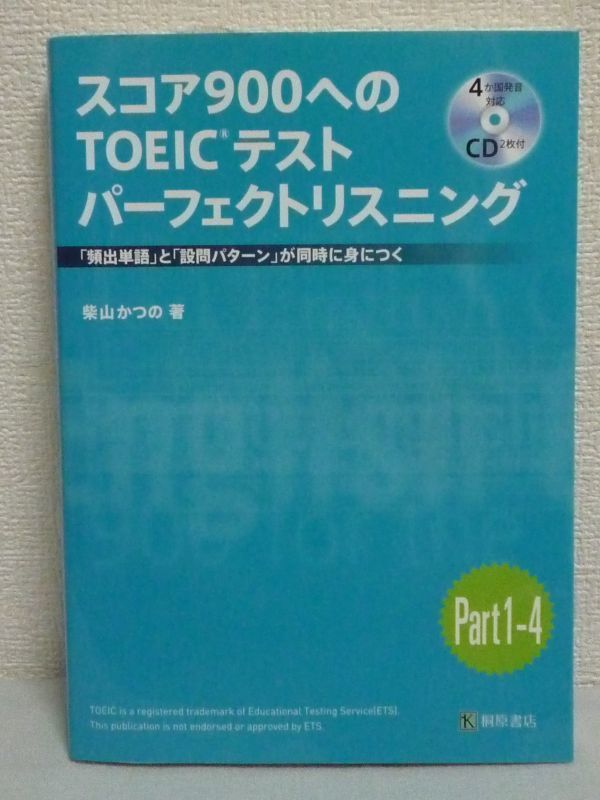 スコア900への
TOEIC®テスト
パーフェクトリスニング
4か国発音
対応
CD2枚付
「頻出単語」と「設問パターン」が同時に身につく
柴山かつの 著
Part1-4
TOEIC is a registered trademark of Educational Testing Service(ETS).
This publication is not endorsed or approved by ETS.
K 桐原書店